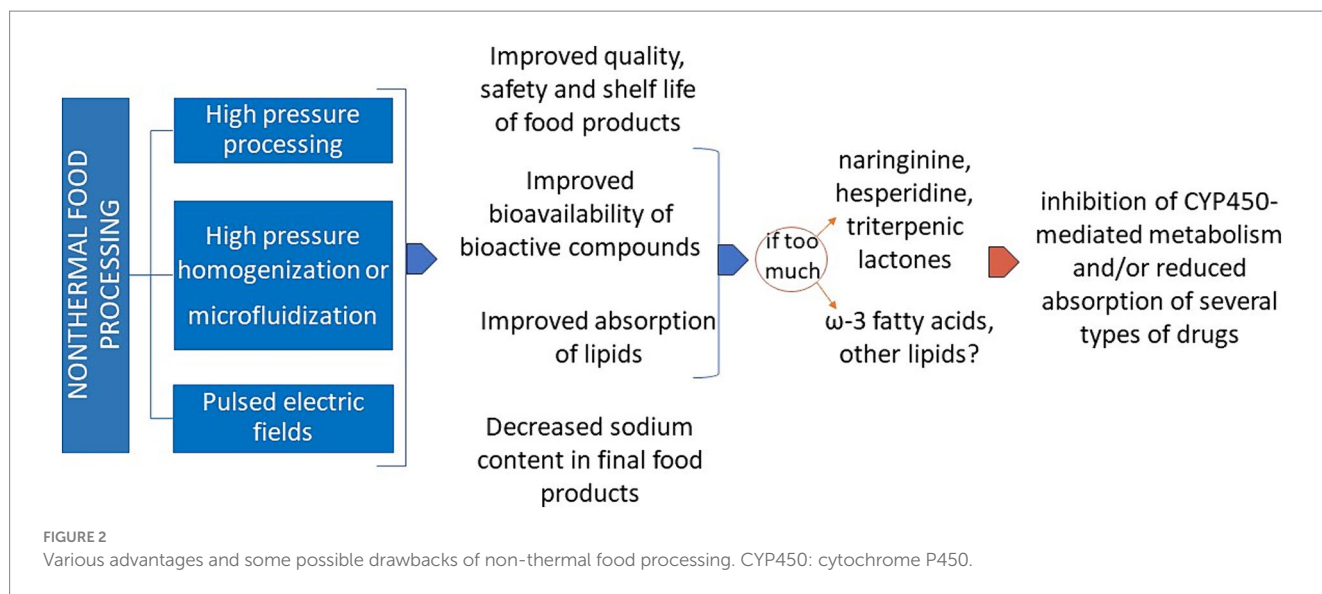 NONTHERMAL FOOD
PROCESSING
High pressure
processing
High pressure
homogenization or
microfluidization
Pulsed electric
fields
Improved quality,
safety and shelf life
of food products
Improved
bioavailability of
bioactive compounds
Improved absorption
of lipids
Decreased sodium
content in final food
products
if too
much
naringinine,
hesperidine,
triterpenic
lactones
ω-3 fatty acids,
other lipids?
inhibition of CYP450-
mediated metabolism
and/or reduced
absorption of several
types of drugs
FIGURE 2
Various advantages and some possible drawbacks of non-thermal food processing. CYP450: cytochrome P450.